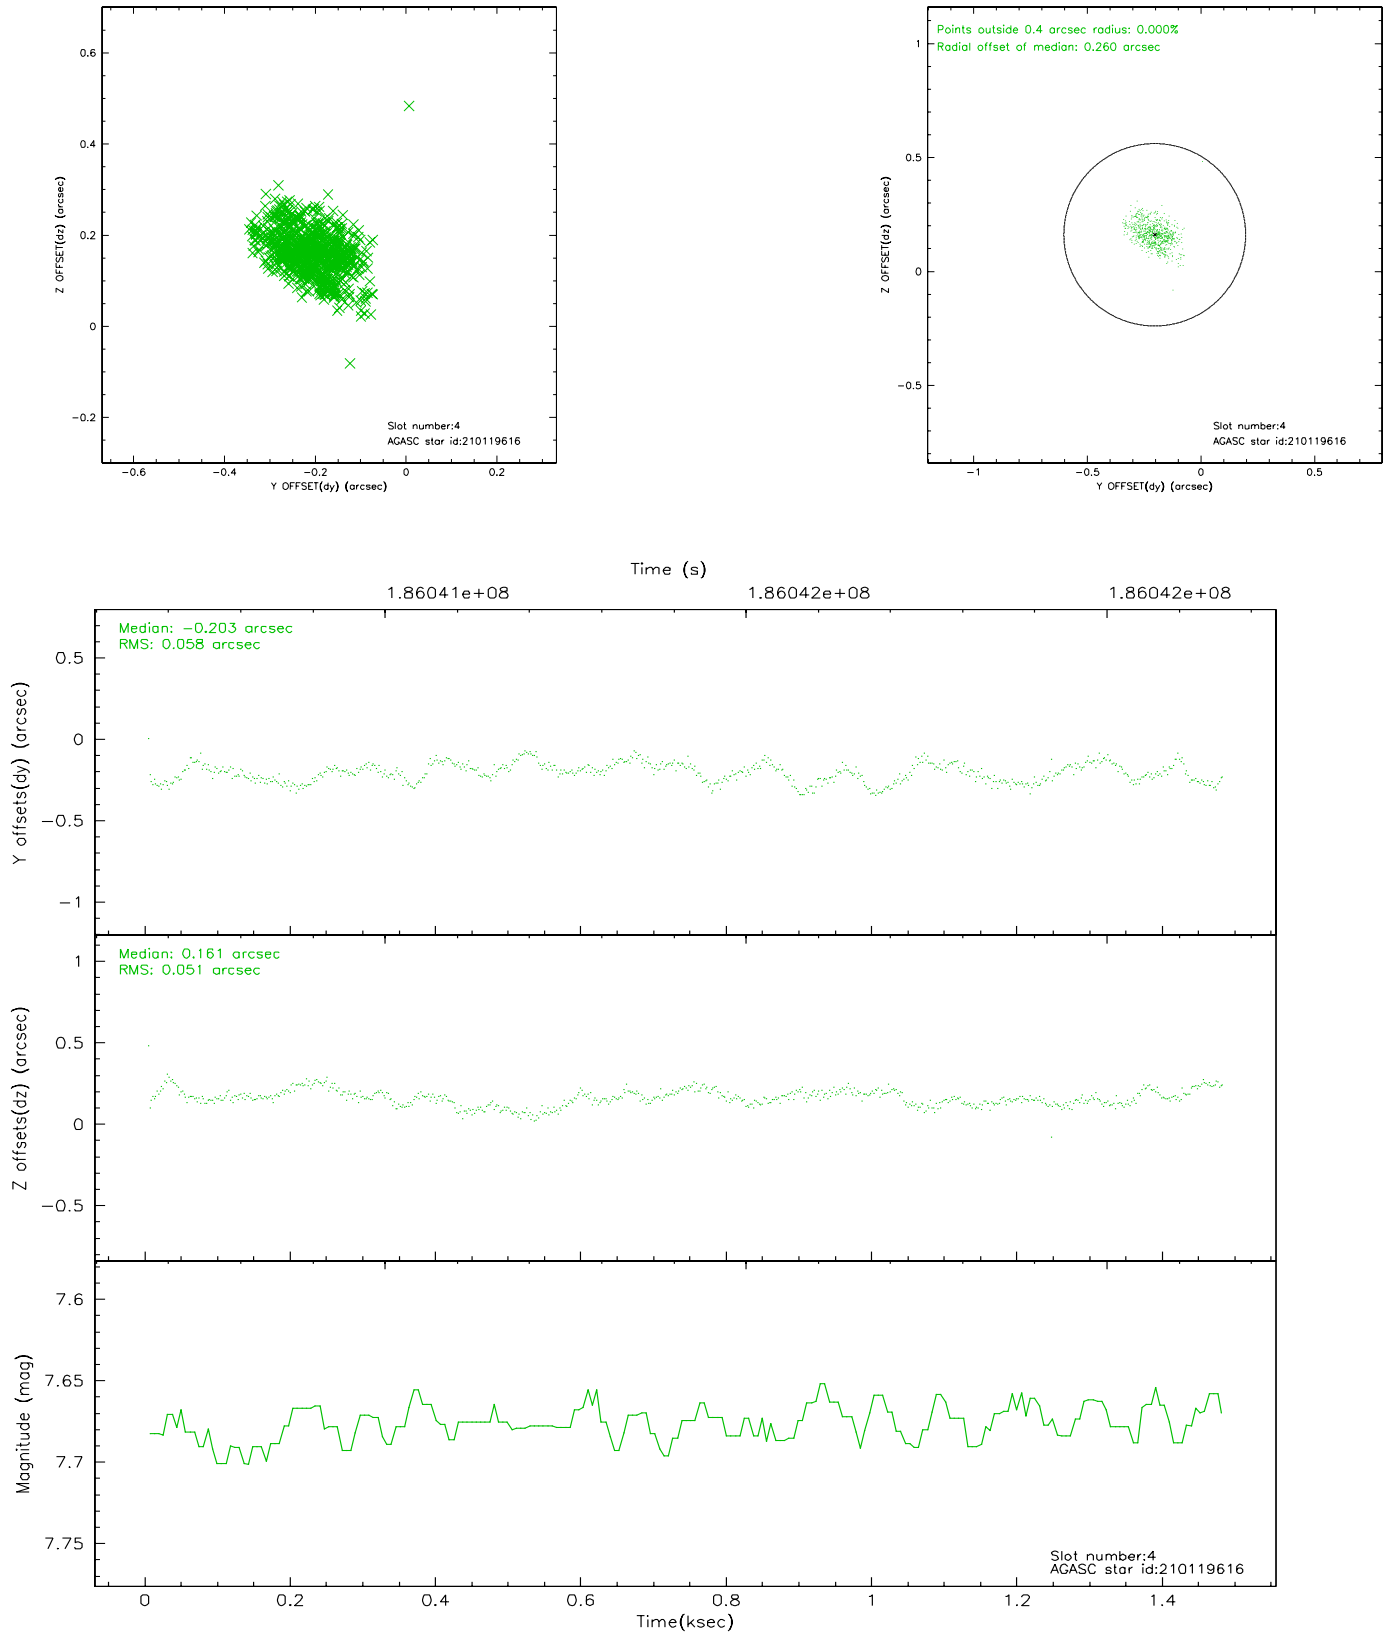 0.6
0.4
0.2
0
−0.2
Z OFFSET(dz) (arcsec)
Slot number:4
AGASC star id:210119616
−0.6
−0.4
−0.2
0
0.2
Y OFFSET(dy) (arcsec)
Points outside 0.4 arcsec radius: 0.000%
Radial offset of median: 0.260 arcsec
1
0.5
0
−0.5
Z OFFSET(dz) (arcsec)
Slot number:4
AGASC star id:210119616
−1
−0.5
0
0.5
Y OFFSET(dy) (arcsec)
Time (s)
1.86041e+08
1.86042e+08
1.86042e+08
Median: −0.203 arcsec
RMS: 0.058 arcsec
0.5
0
−0.5
−1
Y offsets(dy) (arcsec)
Median: 0.161 arcsec
RMS: 0.051 arcsec
1
0.5
0
−0.5
Z offsets(dz) (arcsec)
7.6
7.65
7.7
7.75
Magnitude (mag)
Slot number:4
AGASC star id:210119616
0
0.2
0.4
0.6
0.8
1
1.2
1.4
Time(ksec)